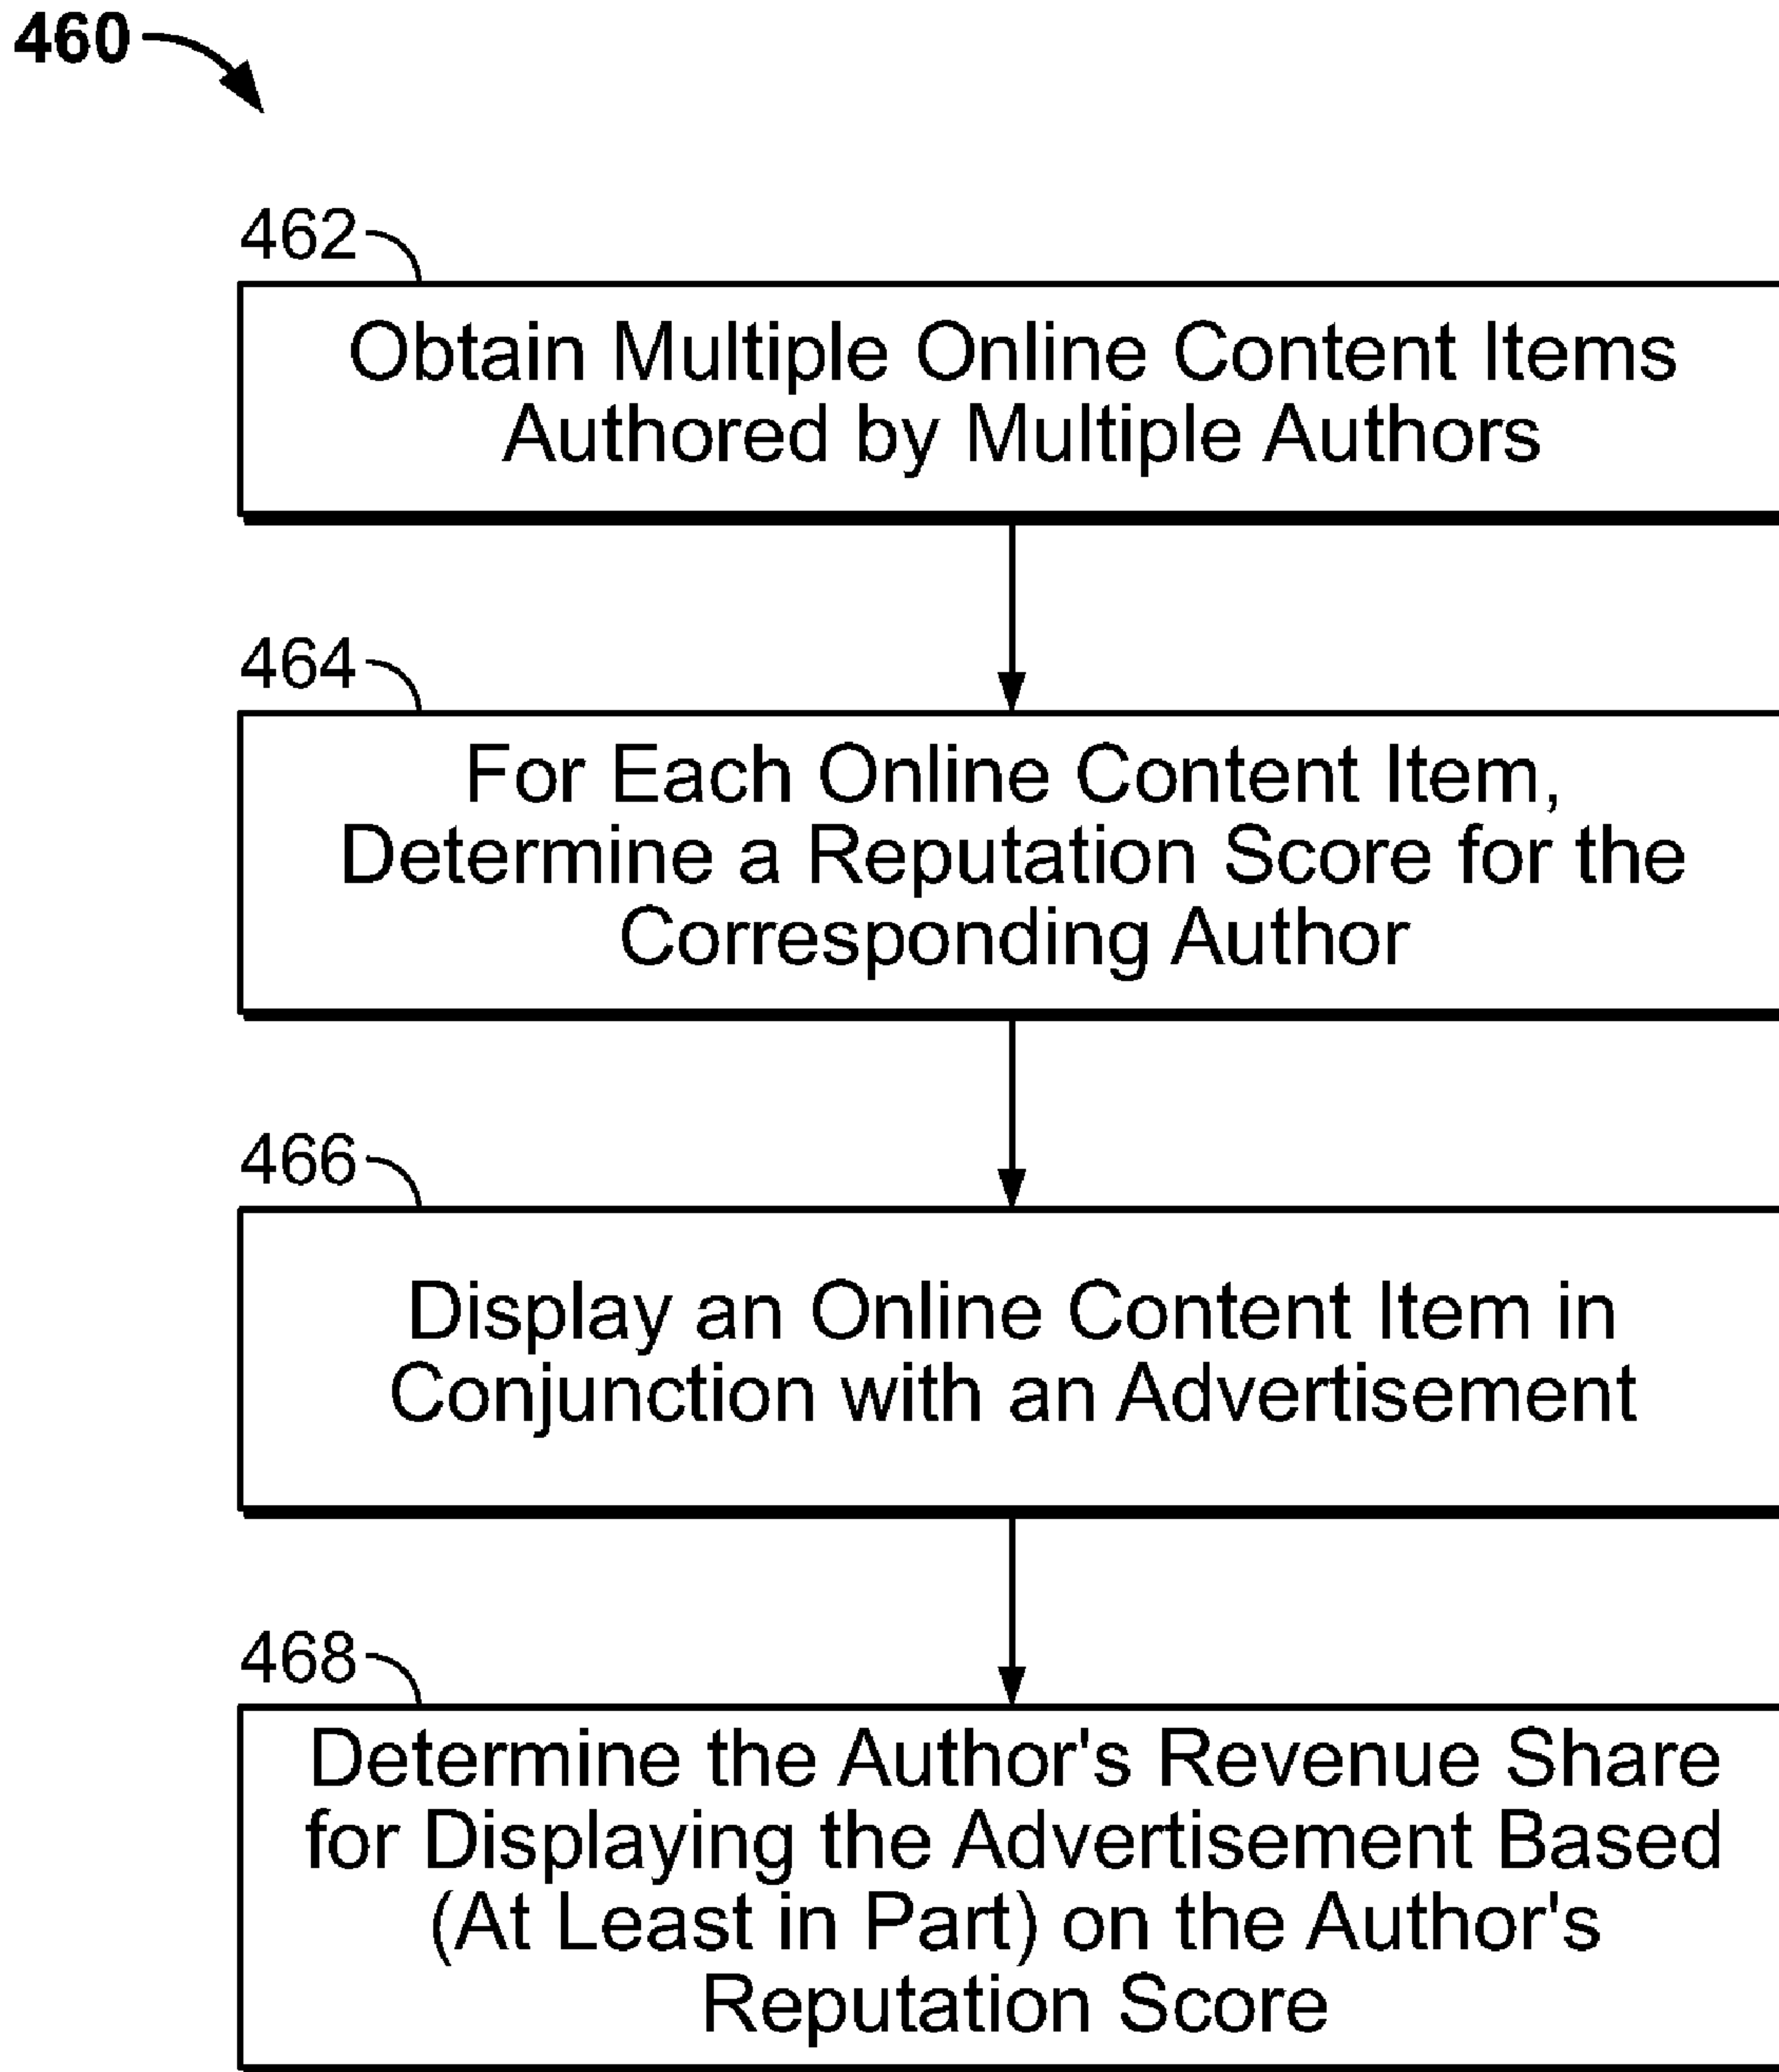 460
462
Obtain Multiple Online Content Items
Authored by Multiple Authors
464
For Each Online Content Item,
Determine a Reputation Score for the
Corresponding Author
466
Display an Online Content Item in
Conjunction with an Advertisement
468
Determine the Author's Revenue Share
for Displaying the Advertisement Based
(At Least in Part) on the Author's
Reputation Score